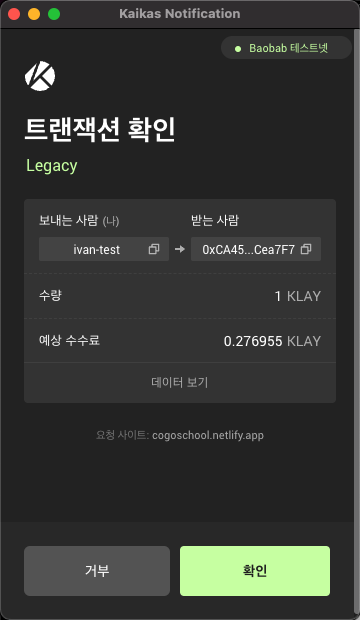 Kaikas Notification
Baobab 테스트넷
트랜잭션 확인
Legacy
보내는 사람 (나) 받는 사람
ivan-test 0xCA45...Cea7F7
수량 1 KLAY
예상 수수료 0.276955 KLAY
데이터 보기
요청 사이트: cogoschool.netlify.app
거부 확인